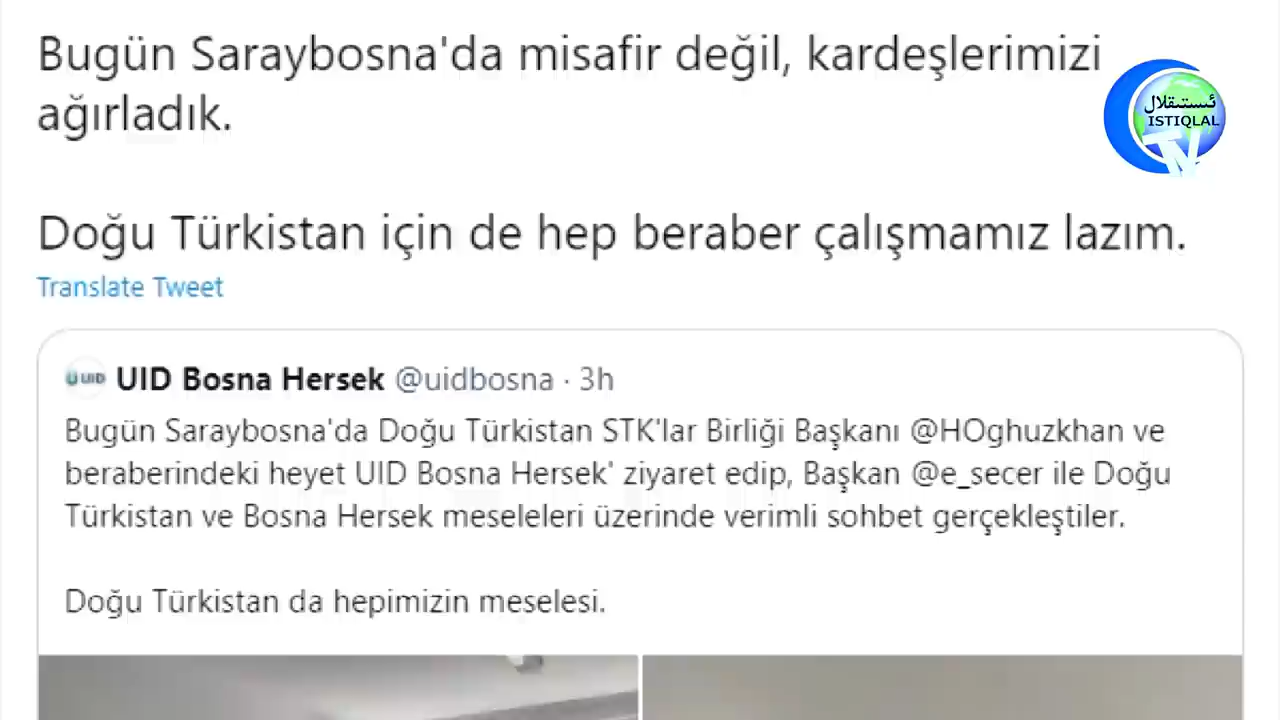 Bugün Saraybosna'da misafir değil, kardeşlerimizi
ağırladık.
ئىستىقلال
ISTIQLAL
TV
Doğu Türkistan için de hep beraber çalışmamız lazım.
Translate Tweet
UID
UID Bosna Hersek @uidbosna · 3h
Bugün Saraybosna'da Doğu Türkistan STK'lar Birliği Başkanı @HOghuzkhan ve
beraberindeki heyet UID Bosna Hersek' ziyaret edip, Başkan @e_secer ile Doğu
Türkistan ve Bosna Hersek meseleleri üzerinde verimli sohbet gerçekleştiler.
Doğu Türkistan da hepimizin meselesi.